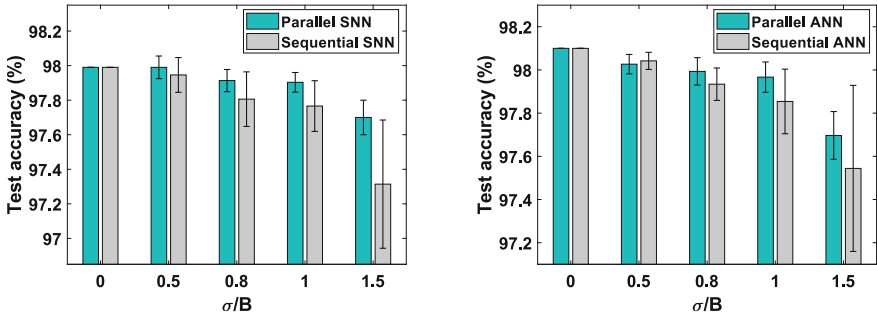 Test accuracy (%)
98.2
98
97.8
97.6
97.4
97.2
97
0
0.5
0.8
1
1.5
σ/B
Parallel SNN
Sequential SNN
Test accuracy (%)
98.2
98
97.8
97.6
97.4
97.2
0
0.5
0.8
1
1.5
σ/B
Parallel ANN
Sequential ANN